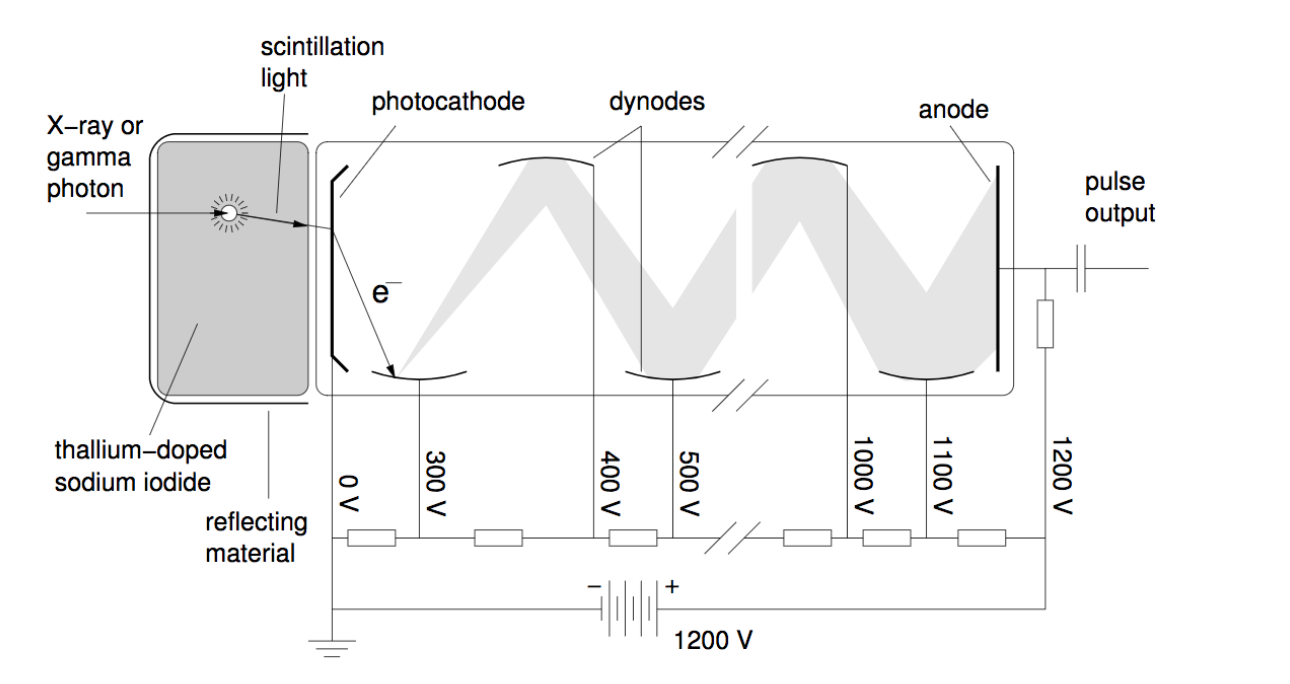 scintillation
light
photocathode
dynodes
anode
X−ray or
gamma
photon
pulse
output
e−
thallium−doped
sodium iodide
reflecting
material
0 V
300 V
400 V
500 V
1000 V
1100 V
1200 V
− +
1200 V